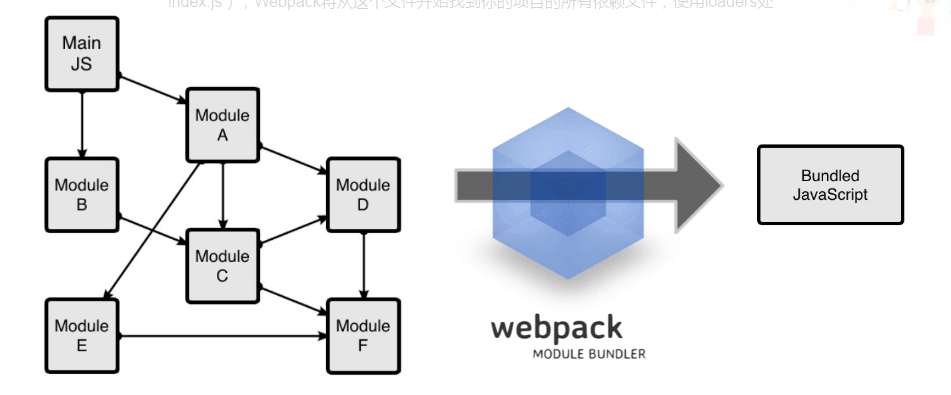 index.js），Webpack将从这个文件开始找到你的项目的所有依赖文件，使用loaders处
Main
JS
Module
A
Module
B
Module
D
Module
C
Module
E
Module
F
webpack
MODULE BUNDLER
Bundled
JavaScript